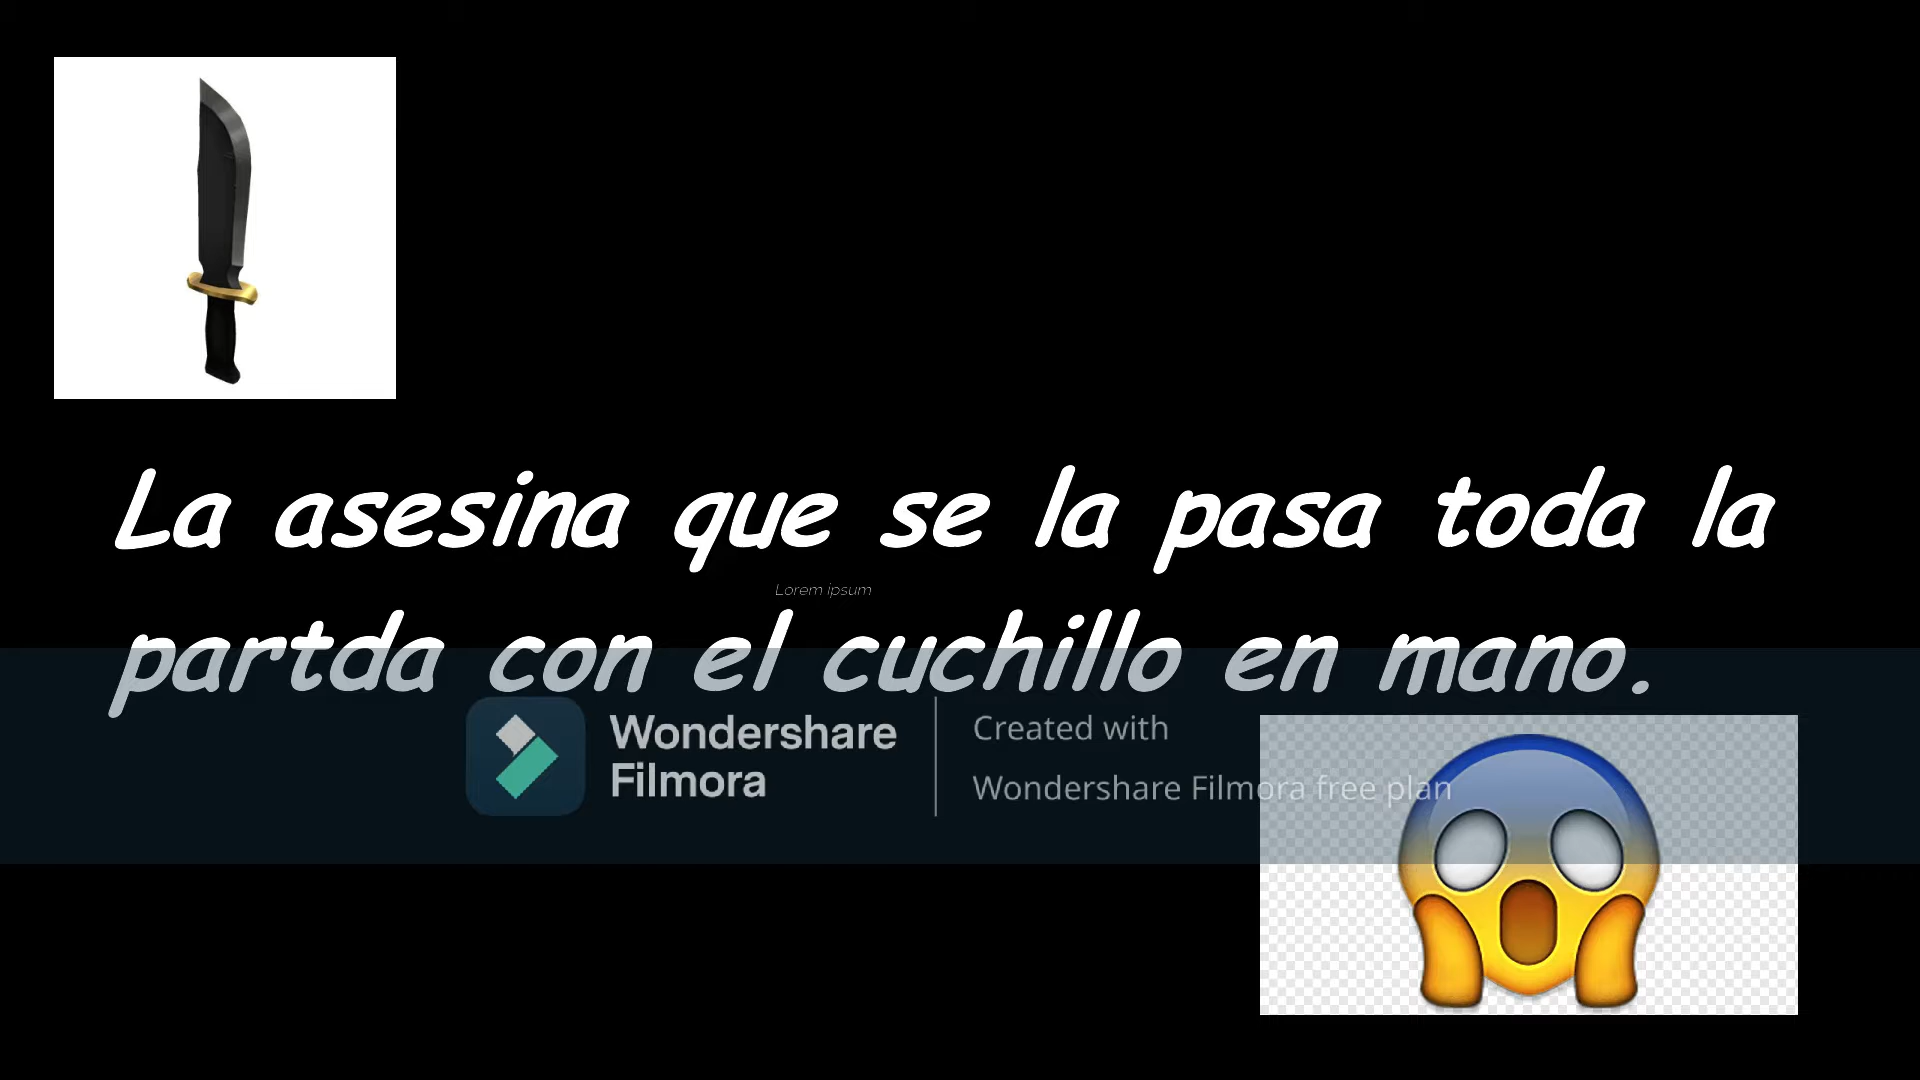 La asesina que se la pasa toda la
Lorem ipsum
partda con el cuchillo en mano.
Wondershare
Filmora
Created with
Wondershare Filmora free plan